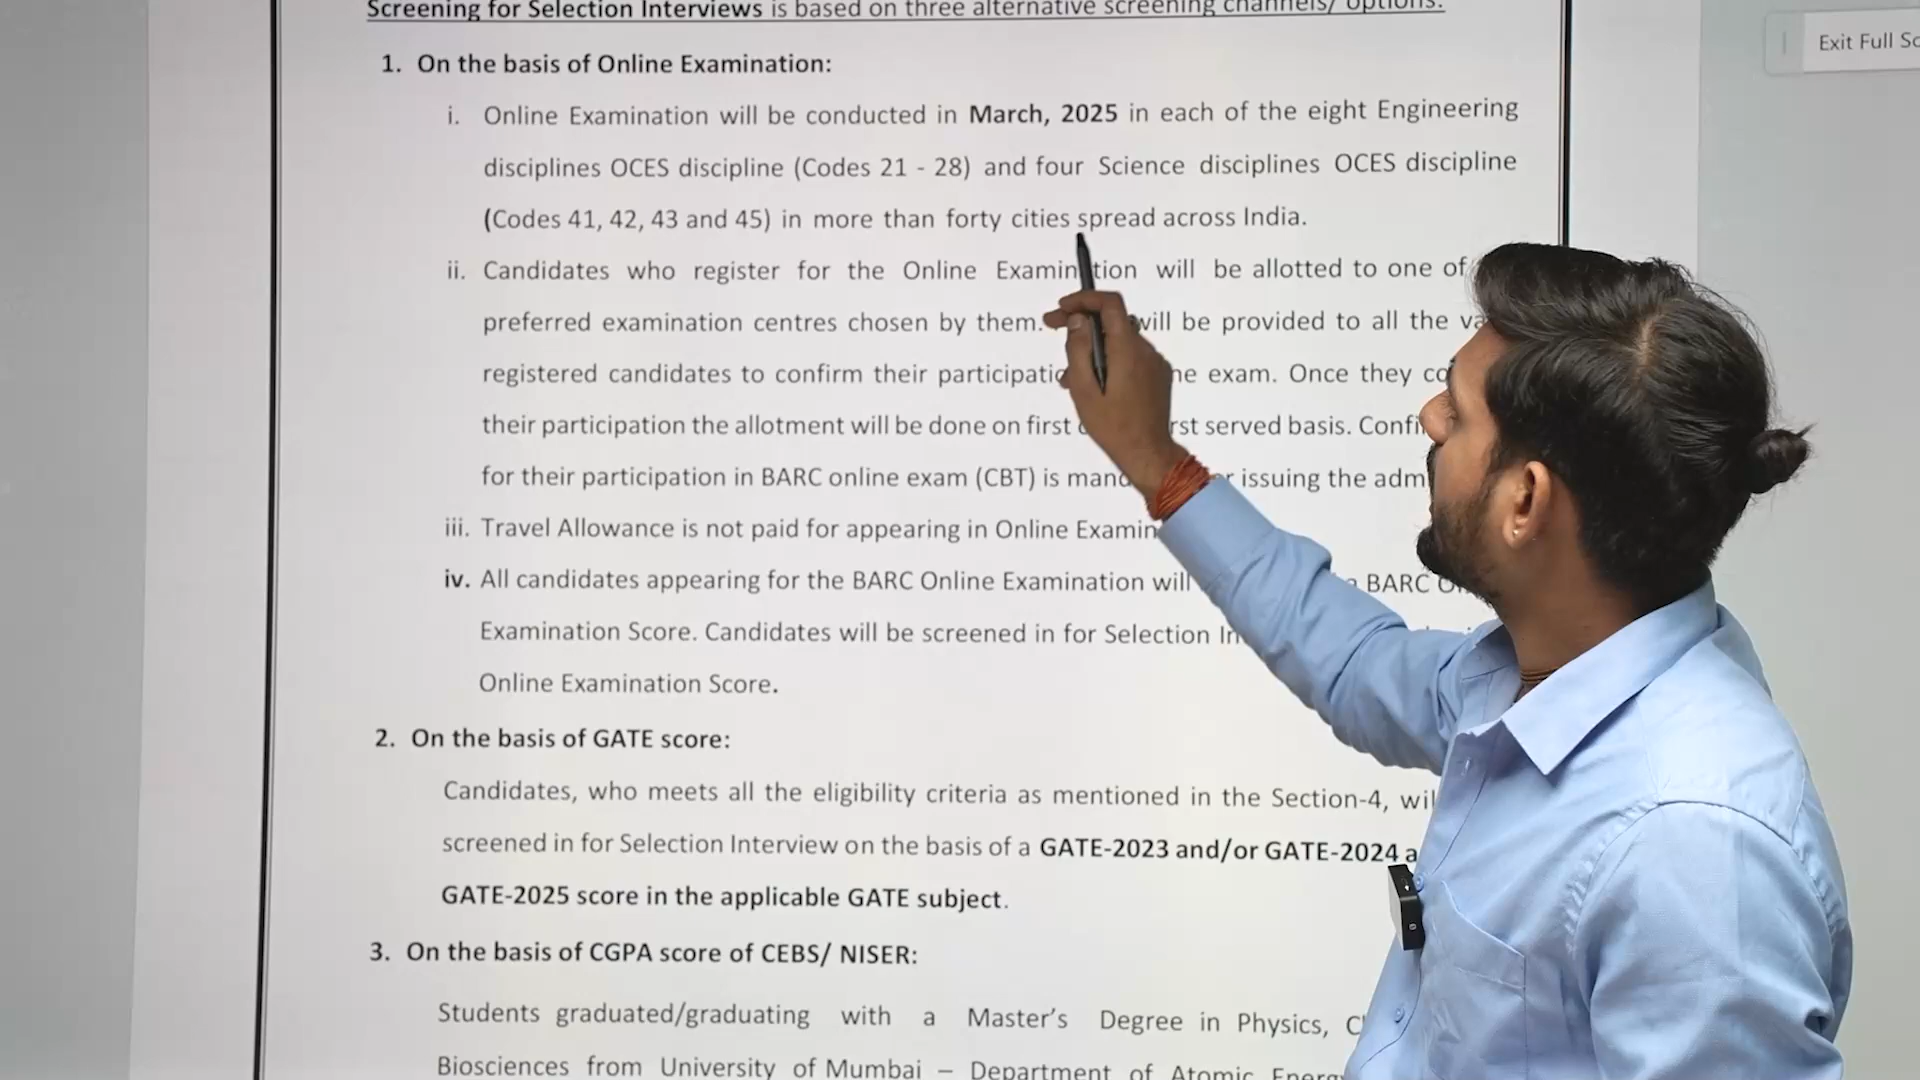 Screening for Selection Interviews is based on three alternative screening channels/ options:
Exit Full
1. On the basis of Online Examination:
i. Online Examination will be conducted in March, 2025 in each of the eight Engineering
disciplines OCES discipline (Codes 21 - 28) and four Science disciplines OCES discipline
(Codes 41, 42, 43 and 45) in more than forty cities spread across India.
ii. Candidates who register for the Online Examination will be allotted to one of
preferred examination centres chosen by them. will be provided to all the
registered candidates to confirm their exam. Once they
their participation the allotment will be done on first served basis.
for their participation in BARC online exam (CBT) is issuing the
iii. Travel Allowance is not paid for appearing in Online
iv. All candidates appearing for the BARC Online Examination will BARC
Examination Score. Candidates will be screened in for Selection
Online Examination Score.
2. On the basis of GATE score:
Candidates, who meets all the eligibility criteria as mentioned in the Section-4,
screened in for Selection Interview on the basis of a GATE-2023 and/or GATE-2024
GATE-2025 score in the applicable GATE subject.
3. On the basis of CGPA score of CEBS/ NISER:
Students graduated/graduating with a Master's Degree in Physics,
Biosciences from University of Mumbai – Department of Atomic